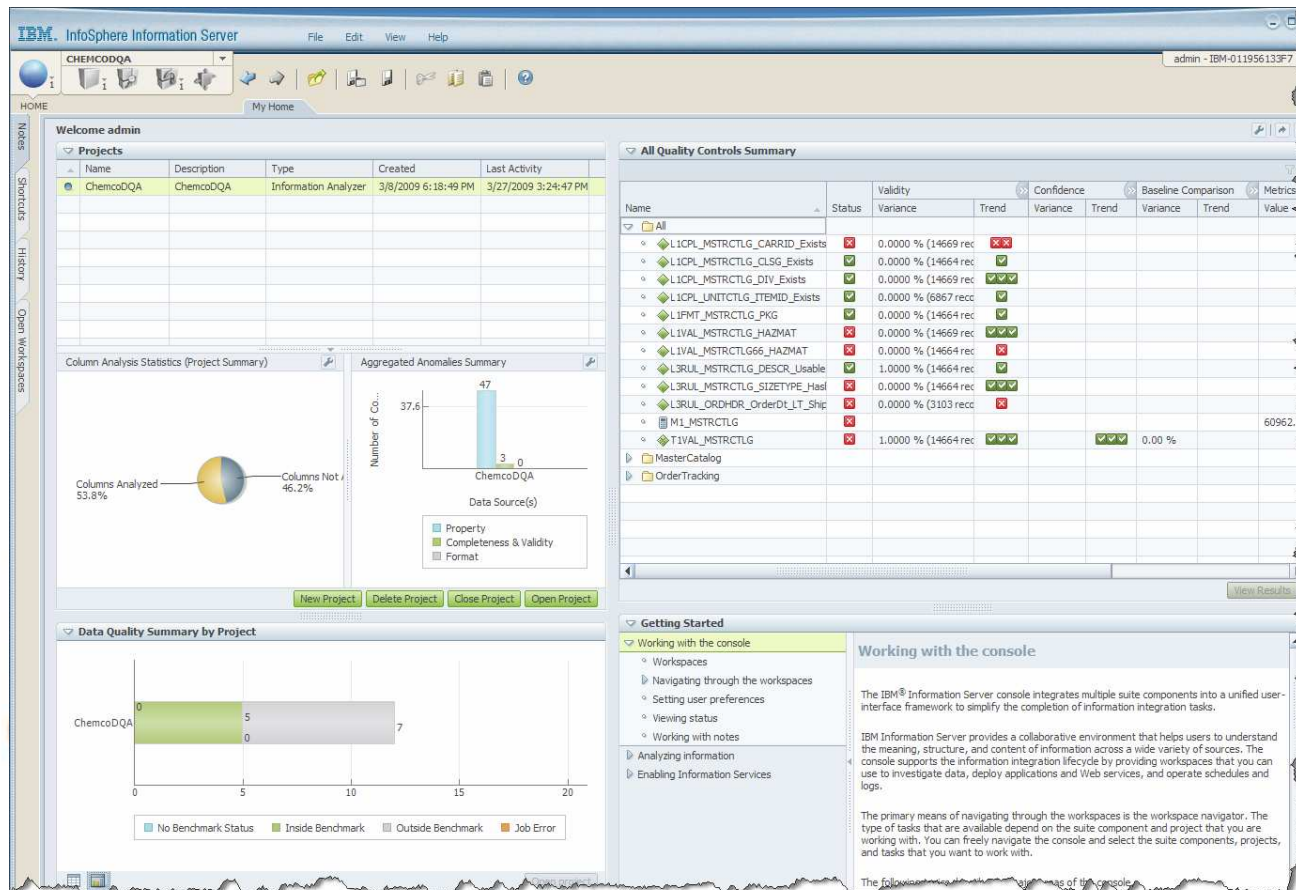 IBM. InfoSphere Information Server
File Edit View Help
CHEMCODQA
admin - IBM-011956133F7
HOME
My Home
Notes
Shortcuts
History
Open Workspaces
Welcome admin
Projects
Name Description Type Created Last Activity
ChemcoDQA ChemcoDQA Information Analyzer 3/8/2009 6:18:49 PM 3/27/2009 3:24:47 PM
Column Analysis Statistics (Project Summary)
Columns Analyzed
53.8%
Columns Not
46.2%
Aggregated Anomalies Summary
Number of Co...
37.6
47
3
0
ChemcoDQA
Data Source(s)
Property
Completeness & Validity
Format
New Project Delete Project Close Project Open Project
Data Quality Summary by Project
ChemcoDQA
0
5
0
7
0 5 10 15 20
No Benchmark Status Inside Benchmark Outside Benchmark Job Error
Open project
All Quality Controls Summary
Validity Confidence Baseline Comparison Metrics
Name Status Variance Trend Variance Trend Variance Trend Value
All
L1CPL_MSTRCTLG_CARRID_Exists 0.0000 % (14669 rec
L1CPL_MSTRCTLG_CLSG_Exists 0.0000 % (14664 rec
L1CPL_MSTRCTLG_DIV_Exists 0.0000 % (14669 rec
L1CPL_UNITCTLG_ITEMID_Exists 0.0000 % (6867 reco
L1FMT_MSTRCTLG_PKG 0.0000 % (14664 rec
L1VAL_MSTRCTLG_HAZMAT 0.0000 % (14669 rec
L1VAL_MSTRCTLG66_HAZMAT 0.0000 % (14664 rec
L3RUL_MSTRCTLG_DESCR_Usable 1.0000 % (14664 rec
L3RUL_MSTRCTLG_SIZETYPE_Hasl 0.0000 % (14664 rec
L3RUL_ORDHDR_OrderDt_LT_Ship 0.0000 % (3103 reco
M1_MSTRCTLG 60962.
T1VAL_MSTRCTLG 1.0000 % (14664 rec 0.00 %
MasterCatalog
OrderTracking
View Results
Getting Started
Working with the console
Workspaces
Navigating through the workspaces
Setting user preferences
Viewing status
Working with notes
Analyzing information
Enabling Information Services
Working with the console
The IBM® Information Server console integrates multiple suite components into a unified user-
interface framework to simplify the completion of information integration tasks.
IBM Information Server provides a collaborative environment that helps users to understand
the meaning, structure, and content of information across a wide variety of sources. The
console supports the information integration lifecycle by providing workspaces that you can
use to investigate data, deploy applications and Web services, and operate schedules and
logs.
The primary means of navigating through the workspaces is the workspace navigator. The
type of tasks that are available depend on the suite component and project that you are
working with. You can freely navigate the console and select the suite components, projects,
and tasks that you want to work with.
The following areas of the console